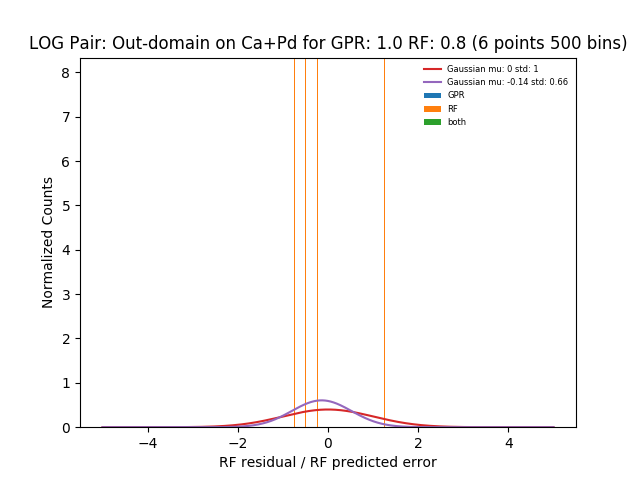 LOG Pair: Out-domain on Ca+Pd for GPR: 1.0 RF: 0.8 (6 points 500 bins)
Gaussian mu: 0 std: 1
Gaussian mu: -0.14 std: 0.66
GPR
RF
both
Normalized Counts
8
7
6
5
4
3
2
1
0
−4
−2
0
2
4
RF residual / RF predicted error